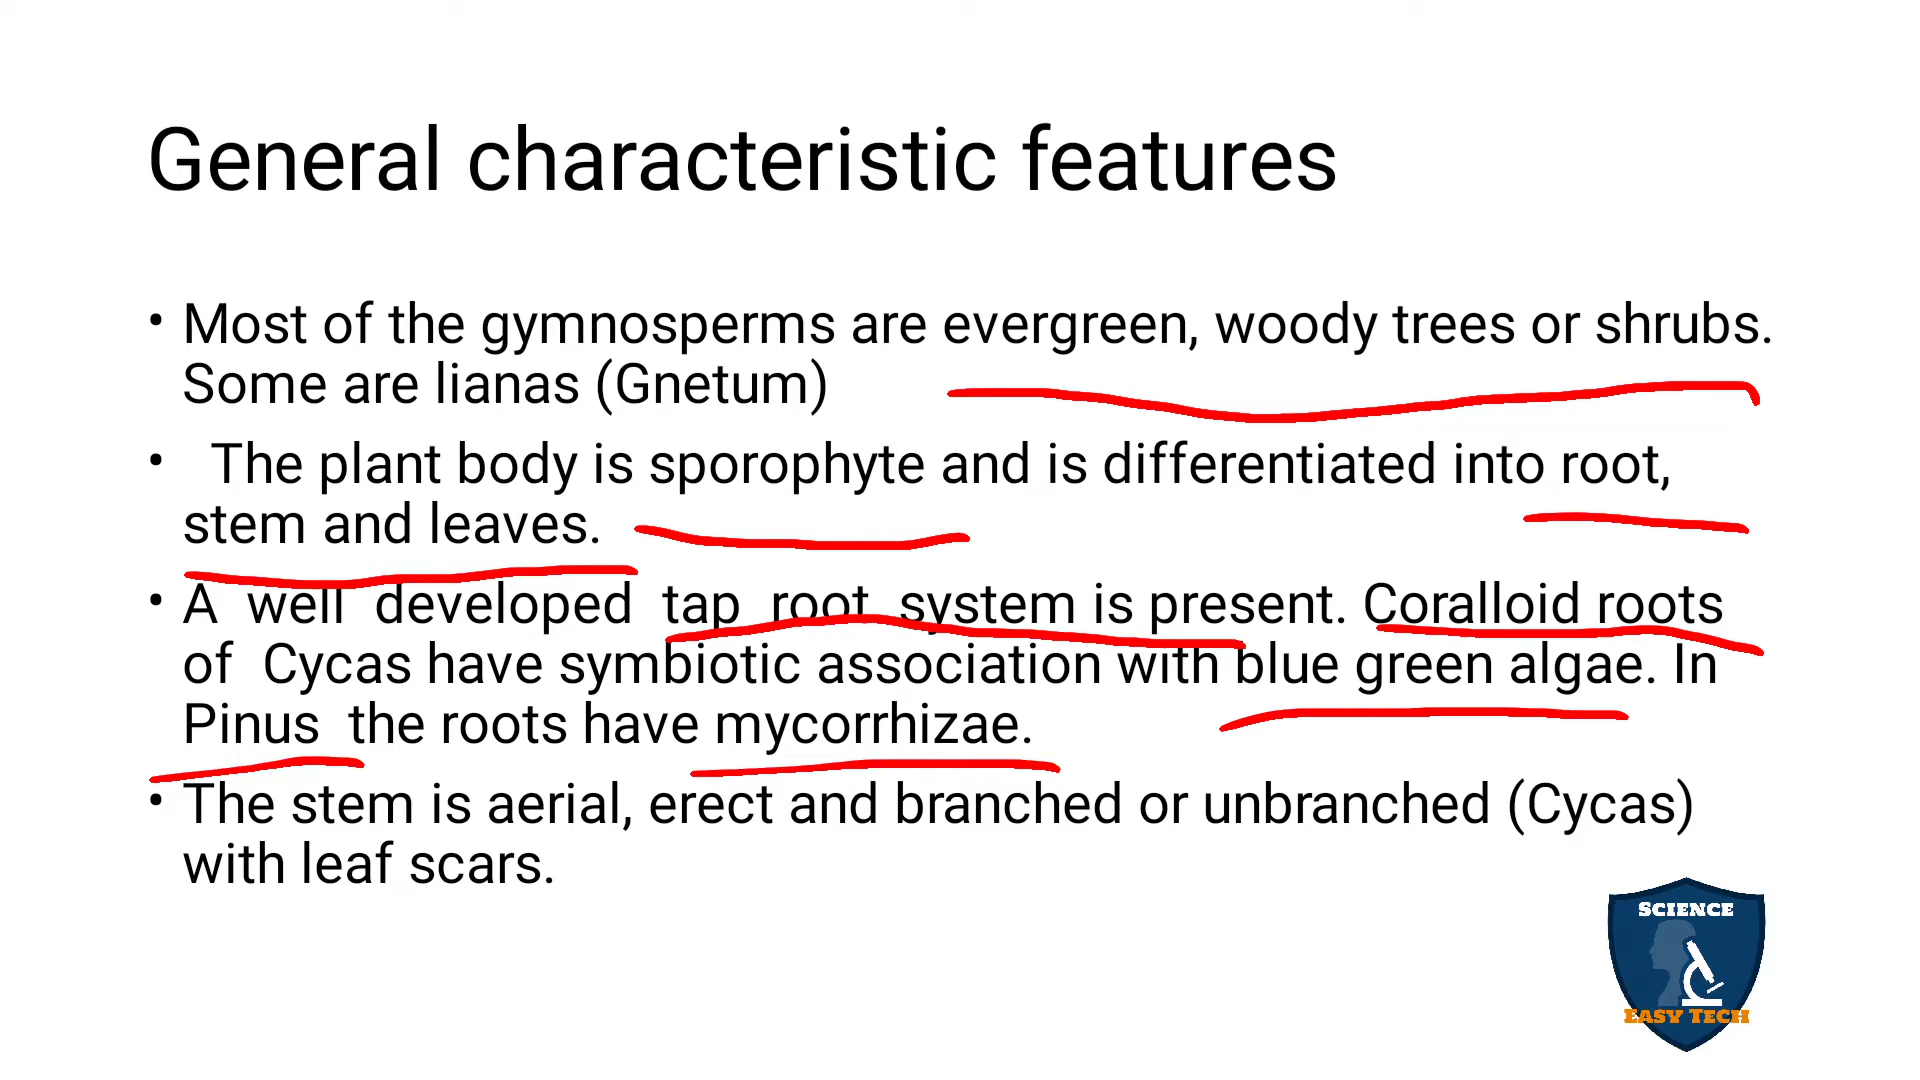 General characteristic features
• Most of the gymnosperms are evergreen, woody trees or shrubs.
Some are lianas (Gnetum)
• The plant body is sporophyte and is differentiated into root,
stem and leaves.
• A well developed tap root system is present. Coralloid roots
of Cycas have symbiotic association with blue green algae. In
Pinus the roots have mycorrhizae.
• The stem is aerial, erect and branched or unbranched (Cycas)
with leaf scars.
SCIENCE
EASY TECH